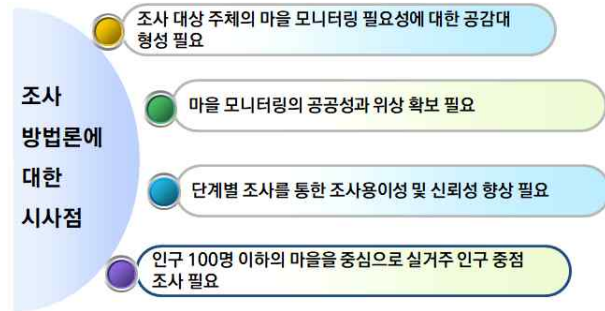 조사
방법론에
대한
시사점
조사 대상 주체의 마을 모니터링 필요성에 대한 공감대
형성 필요
마을 모니터링의 공공성과 위상 확보 필요
단계별 조사를 통한 조사용이성 및 신뢰성 향상 필요
인구 100명 이하의 마을을 중심으로 실거주 인구 중점
조사 필요